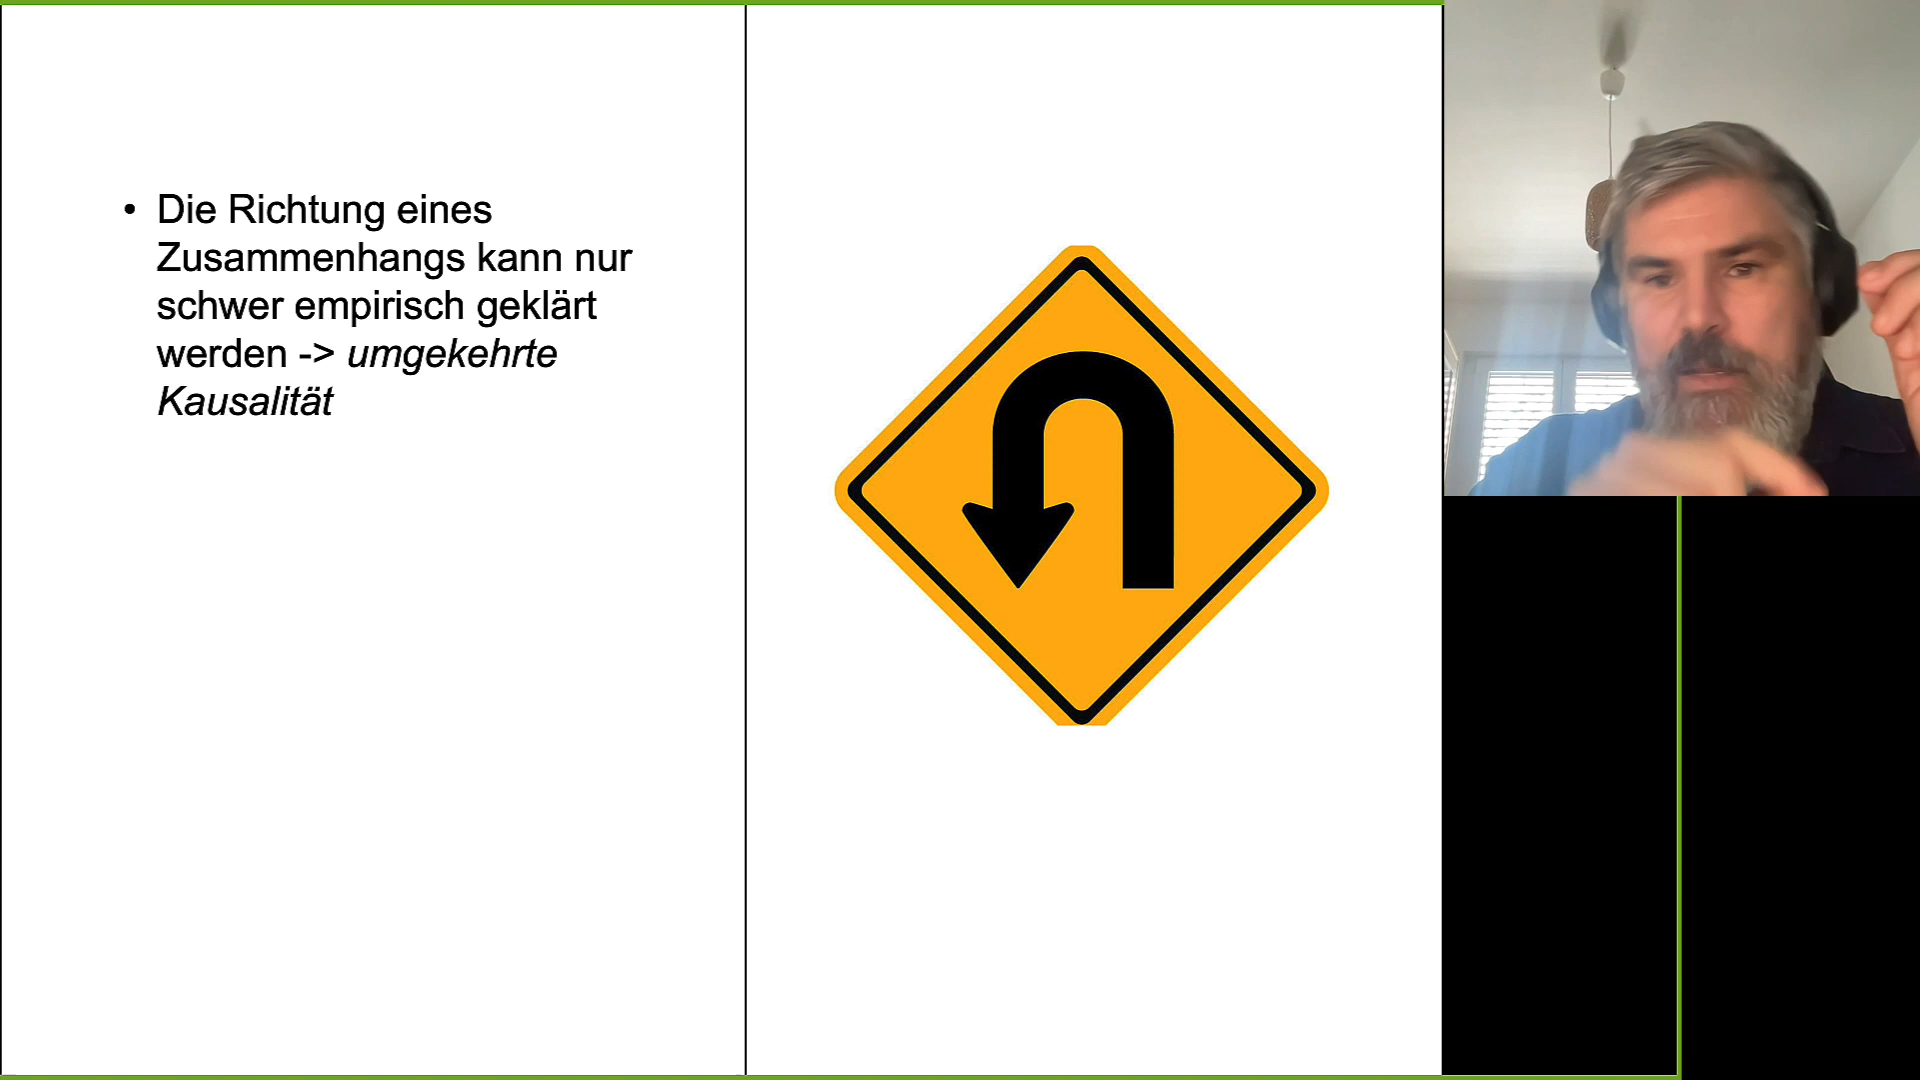 • Die Richtung eines
Zusammenhangs kann nur
schwer empirisch geklärt
werden -> umgekehrte
Kausalität